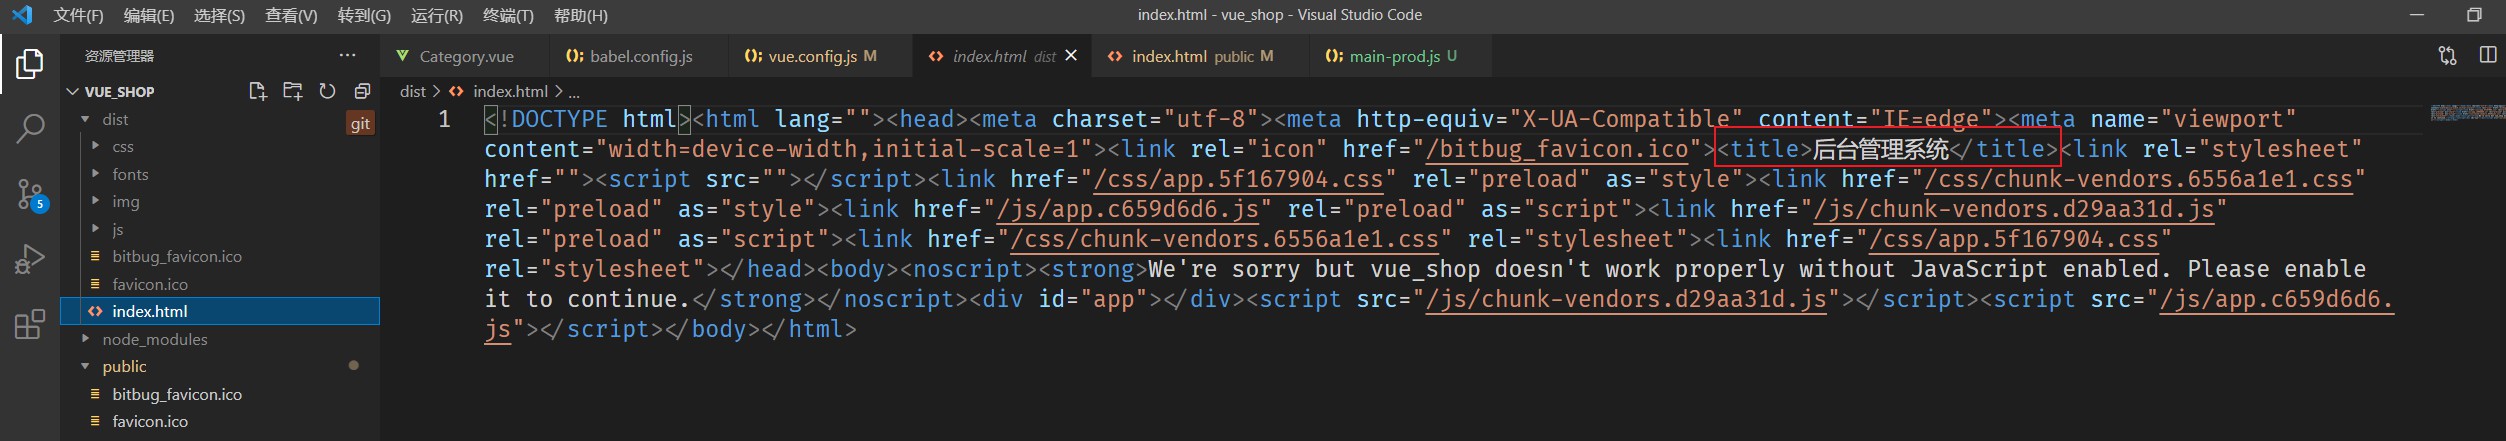 文件(F) 编辑(E) 选择(S) 查看(V) 转到(G) 运行(R) 终端(T) 帮助(H) index.html - vue_shop - Visual Studio Code
资源管理器 ···
Category.vue babel.config.js vue.config.js M index.html dist index.html public M main-prod.js U
VUE_SHOP
dist > index.html > ...
dist
git
css
fonts
img
js
bitbug_favicon.ico
favicon.ico
index.html
node_modules
public
bitbug_favicon.ico
favicon.ico
5
1
<!DOCTYPE html><html lang=""><head><meta charset="utf-8"><meta http-equiv="X-UA-Compatible" content="IE=edge"><meta name="viewport"
content="width=device-width,initial-scale=1"><link rel="icon" href="/bitbug_favicon.ico"><title>后台管理系统</title><link rel="stylesheet"
href=""><script src=""></script><link href="/css/app.5f167904.css" rel="preload" as="style"><link href="/css/chunk-vendors.6556a1e1.css"
rel="preload" as="style"><link href="/js/app.c659d6d6.js" rel="preload" as="script"><link href="/js/chunk-vendors.d29aa31d.js"
rel="preload" as="script"><link href="/css/chunk-vendors.6556a1e1.css" rel="stylesheet"><link href="/css/app.5f167904.css"
rel="stylesheet"></head><body><noscript><strong>We're sorry but vue_shop doesn't work properly without JavaScript enabled. Please enable
it to continue.</strong></noscript><div id="app"></div><script src="/js/chunk-vendors.d29aa31d.js"></script><script src="/js/app.c659d6d6.
js"></script></body></html>